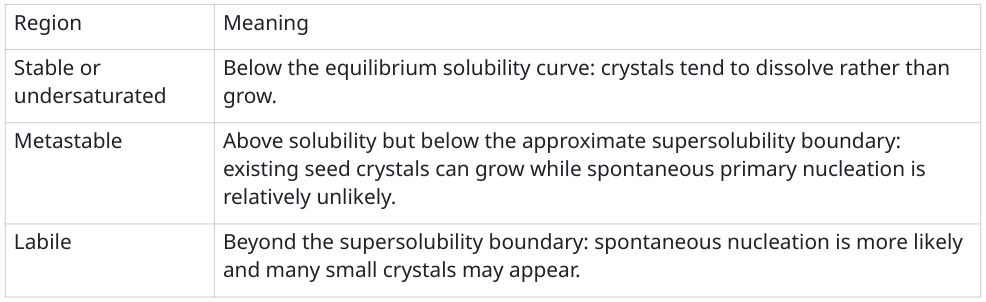 Region
Meaning
Stable or
undersaturated
Below the equilibrium solubility curve: crystals tend to dissolve rather than
grow.
Metastable
Above solubility but below the approximate supersolubility boundary:
existing seed crystals can grow while spontaneous primary nucleation is
relatively unlikely.
Labile
Beyond the supersolubility boundary: spontaneous nucleation is more likely
and many small crystals may appear.